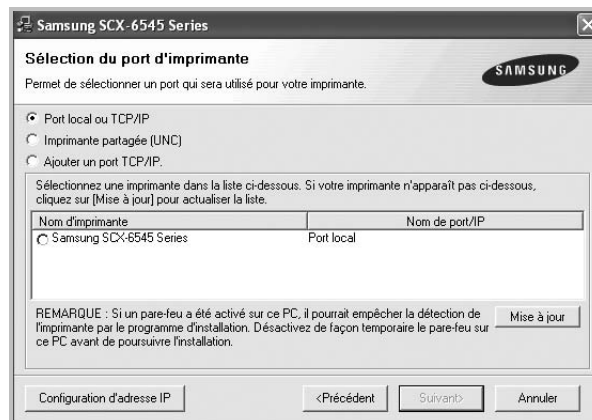 Samsung SCX-6545 Series
Sélection du port d'imprimante
Permet de sélectionner un port qui sera utilisé pour votre imprimante.
SAMSUNG
Port local ou TCP/IP
Imprimante partagée (UNC)
Ajouter un port TCP/IP.
Sélectionnez une imprimante dans la liste ci-dessous. Si votre imprimante n'apparaît pas ci-dessous,
cliquez sur [Mise à jour] pour actualiser la liste.
Nom d'imprimante Nom de port/IP
Samsung SCX-6545 Series Port local
REMARQUE : Si un pare-feu a été activé sur ce PC, il pourrait empêcher la détection de
l'imprimante par le programme d'installation. Désactivez de façon temporaire le pare-feu sur
ce PC avant de poursuivre l'installation.
Mise à jour
Configuration d'adresse IP <Précédent Suivant> Annuler